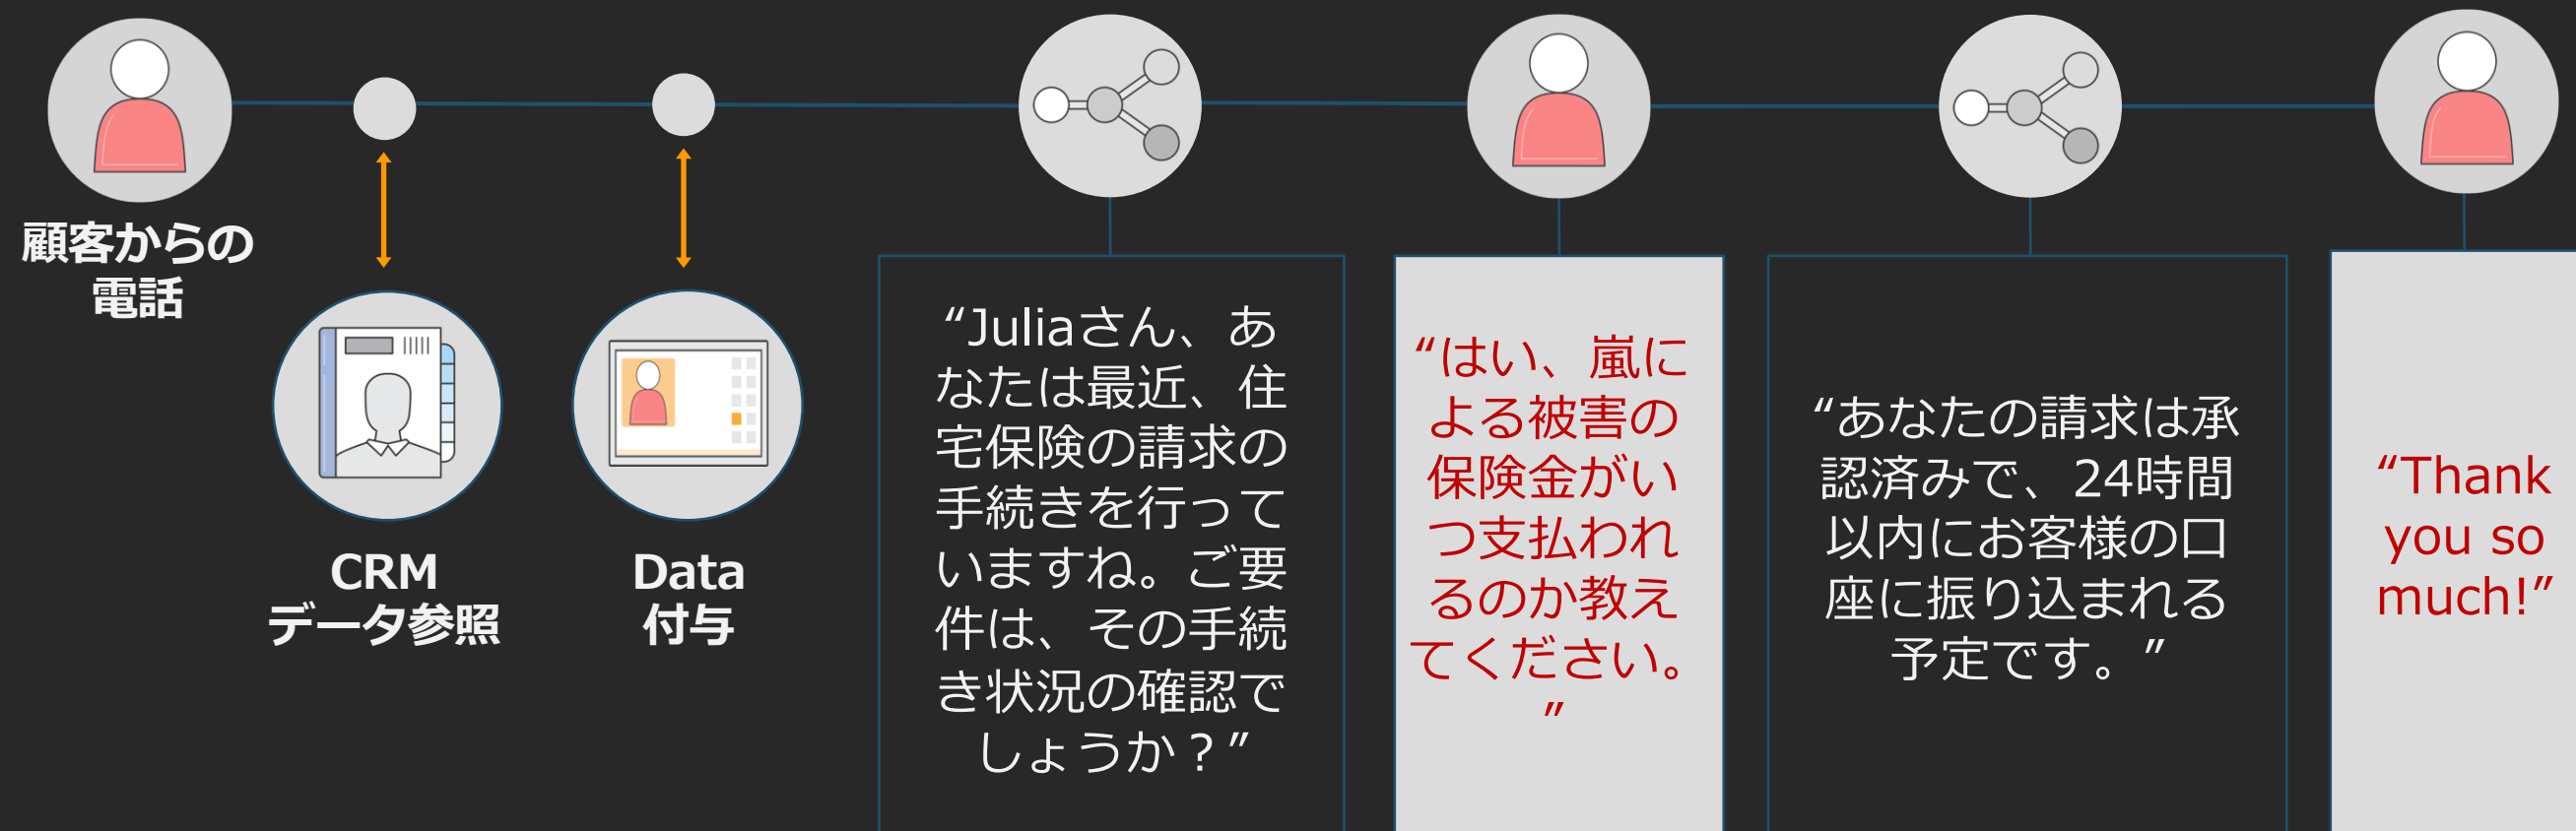 顧客からの
電話
CRM
データ参照
Data
付与
“Juliaさん、あ
なたは最近、住
宅保険の請求の
手続きを行って
いますね。ご要
件は、その手続
き状況の確認で
しょうか？”
“はい、嵐に
よる被害の
保険金がい
つ支払われ
るのか教え
てください。
”
“あなたの請求は承
認済みで、24時間
以内にお客様の口
座に振り込まれる
予定です。”
“Thank
you so
much!”